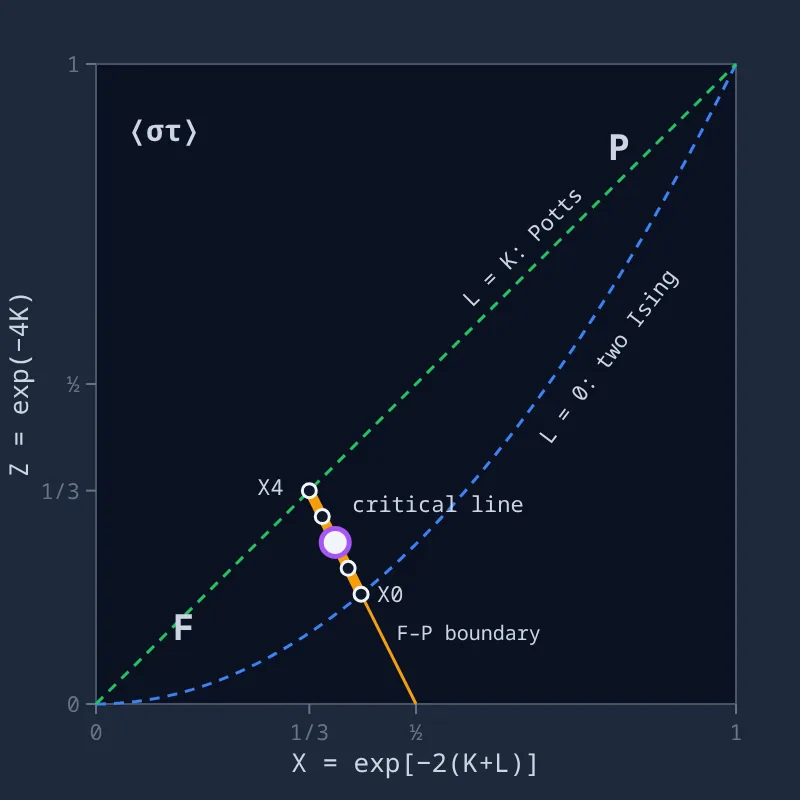 1
⟨στ⟩
P
L = K: Potts
L = 0: two Ising
Z = exp(−4K)
½
1/3
X4
critical line
X0
F
F–P boundary
0
0
1/3
½
1
X = exp[−2(K+L)]